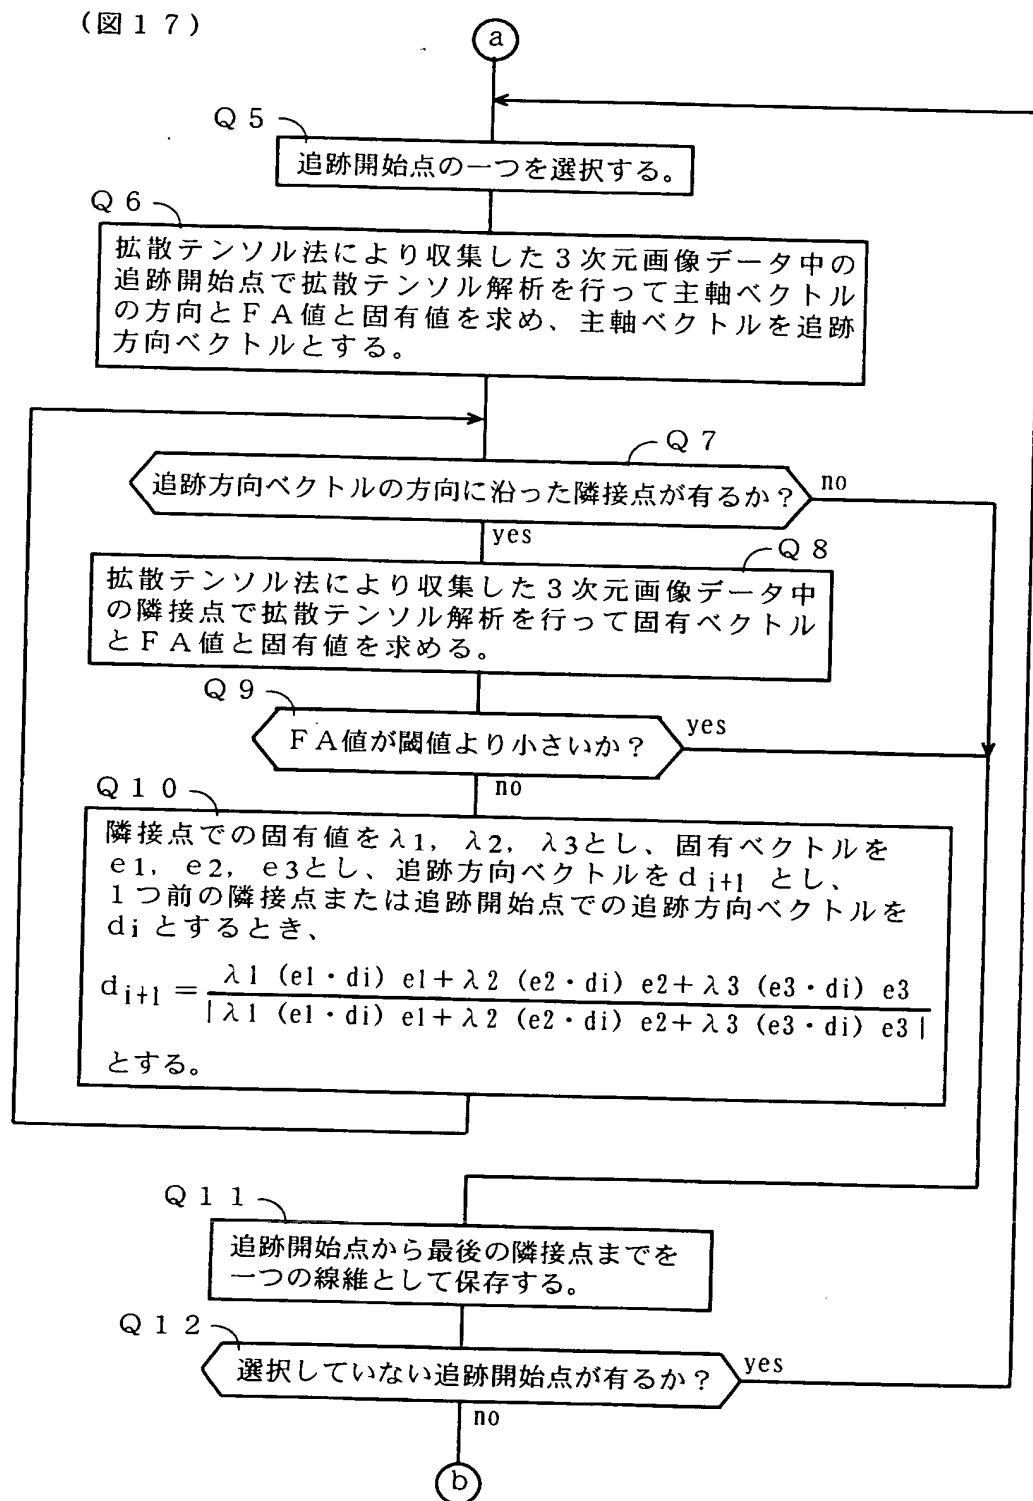 (図17)
a
Q5
追跡開始点の一つを選択する。
Q6
拡散テンソル法により収集した3次元画像データ中の
追跡開始点で拡散テンソル解析を行って主軸ベクトル
の方向とFA値と固有値を求め、主軸ベクトルを追跡
方向ベクトルとする。
Q7
追跡方向ベクトルの方向に沿った隣接点が有るか?
no
yes
Q8
拡散テンソル法により収集した3次元画像データ中
の隣接点で拡散テンソル解析を行って固有ベクトル
とFA値と固有値を求める。
Q9
FA値が閾値より小さいか?
yes
no
Q10
隣接点での固有値をλ1, λ2, λ3とし、固有ベクトルを
e1, e2, e3とし、追跡方向ベクトルをd i+1 とし、
1つ前の隣接点または追跡開始点での追跡方向ベクトルを
diとするとき、
λ1 (e1・di) e1+λ2 (e2・di) e2+λ3 (e3・di) e3
d i+1 =
|λ1 (e1・di) e1+λ2 (e2・di) e2+λ3 (e3・di) e3|
とする。
Q11
追跡開始点から最後の隣接点までを
一つの線維として保存する。
Q12
選択していない追跡開始点が有るか?
yes
no
b